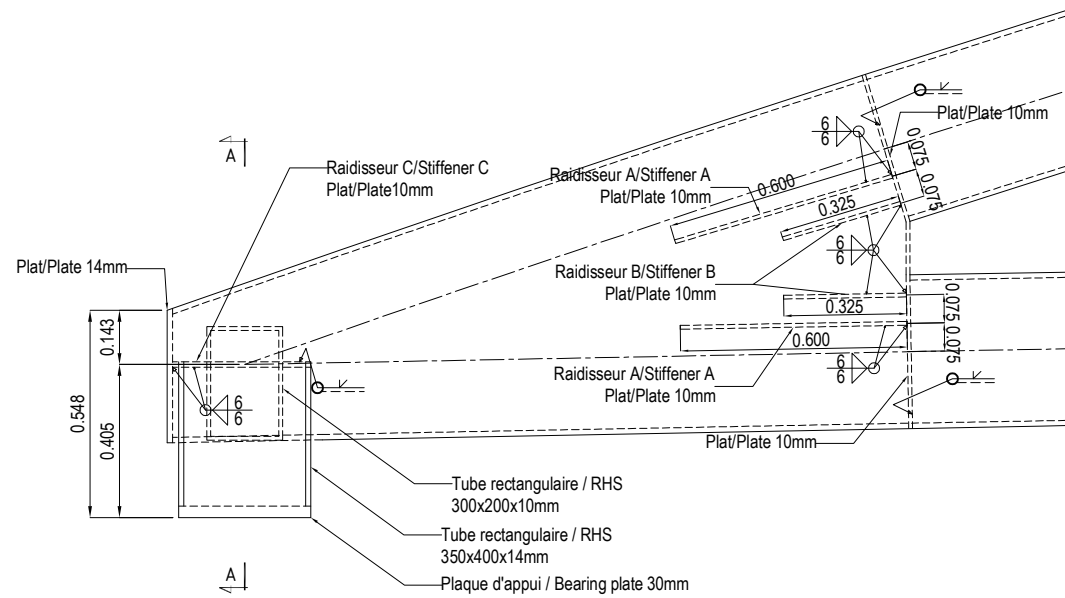 Plat/Plate 10mm
6
6
0.075
0.075
A
Raidisseur C/Stiffener C
Plat/Plate10mm
Raidisseur A/Stiffener A
Plat/Plate 10mm
0.600
0.325
6
6
Plat/Plate 14mm
Raidisseur B/Stiffener B
Plat/Plate 10mm
0.325
0.600
0.075
0.075
0.143
0.548
0.405
6
6
Raidisseur A/Stiffener A
Plat/Plate 10mm
6
6
Plat/Plate 10mm
Tube rectangulaire / RHS
300x200x10mm
Tube rectangulaire / RHS
350x400x14mm
A
Plaque d'appui / Bearing plate 30mm